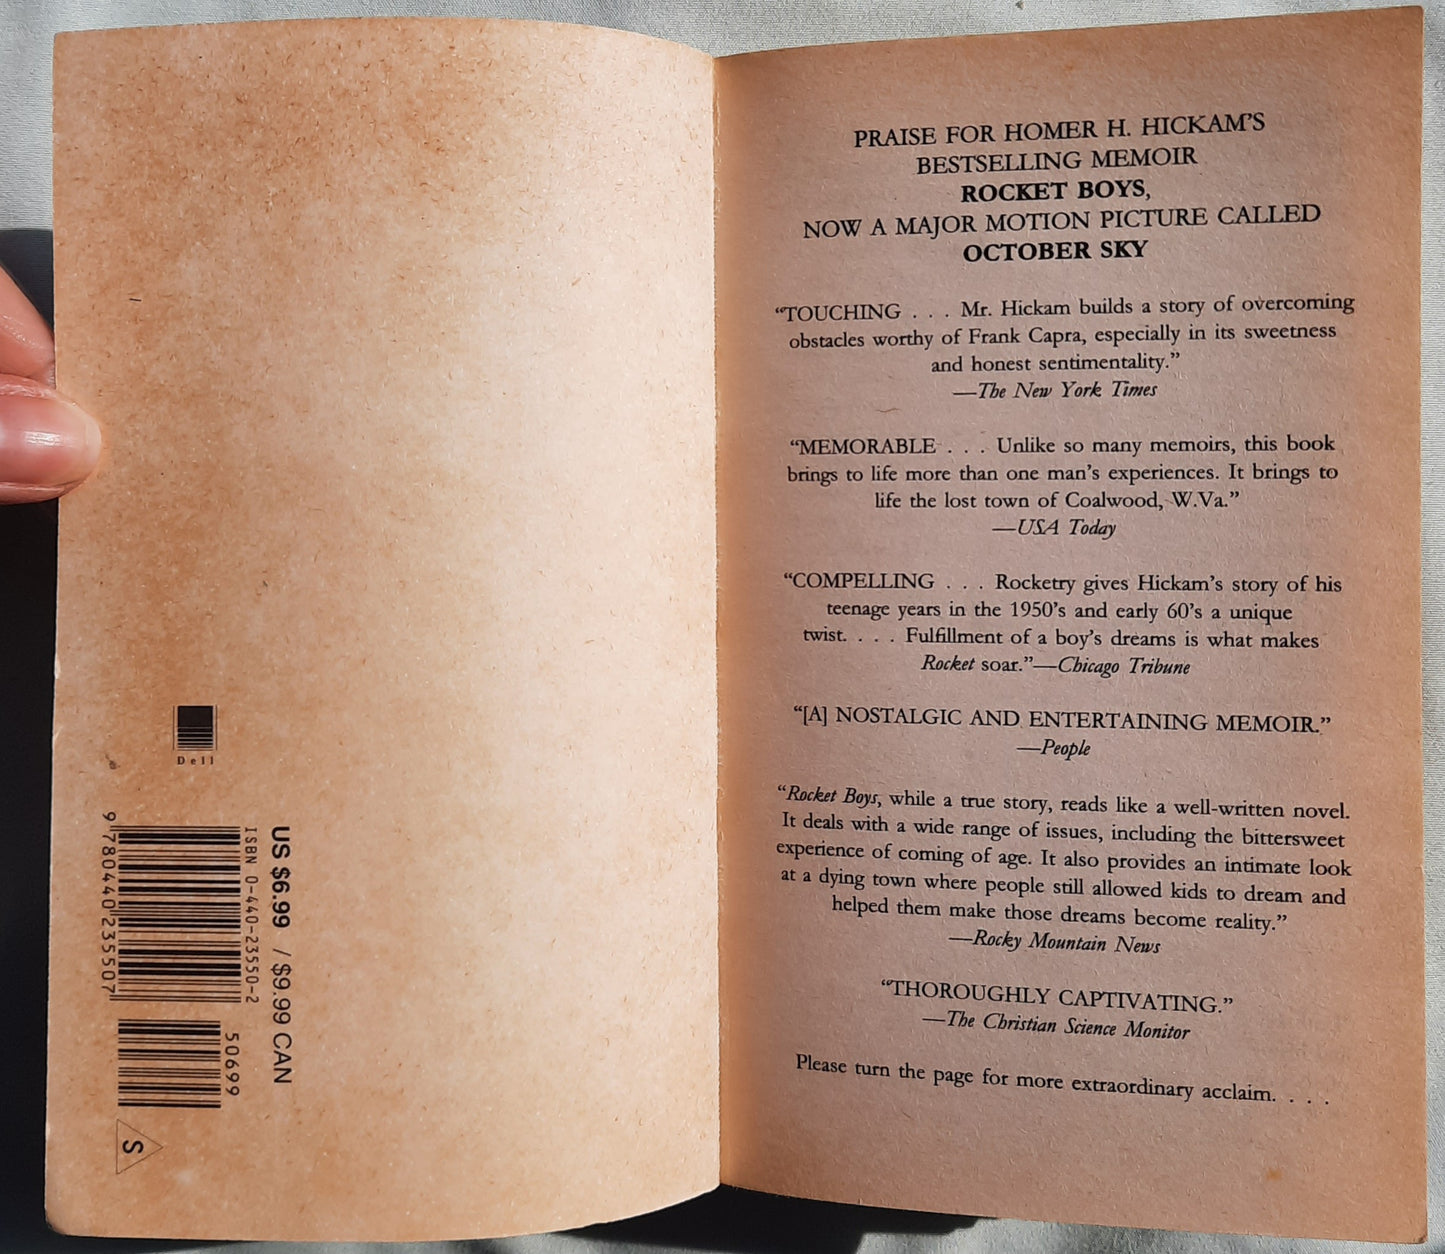 Dell
US $6.99 / $9.99 CAN
ISBN 0-440-23550-2
9 780440 235507
50699
S
PRAISE FOR HOMER H. HICKAM'S
BESTSELLING MEMOIR
ROCKET BOYS,
NOW A MAJOR MOTION PICTURE CALLED
OCTOBER SKY
“TOUCHING . . . Mr. Hickam builds a story of overcoming
obstacles worthy of Frank Capra, especially in its sweetness
and honest sentimentality.”
—The New York Times
“MEMORABLE . . . Unlike so many memoirs, this book
brings to life more than one man's experiences. It brings to
life the lost town of Coalwood, W.Va.”
—USA Today
“COMPELLING . . . Rocketry gives Hickam's story of his
teenage years in the 1950's and early 60's a unique
twist. . . . Fulfillment of a boy's dreams is what makes
Rocket soar.”—Chicago Tribune
“[A] NOSTALGIC AND ENTERTAINING MEMOIR.”
—People
“Rocket Boys, while a true story, reads like a well-written novel.
It deals with a wide range of issues, including the bittersweet
experience of coming of age. It also provides an intimate look
at a dying town where people still allowed kids to dream and
helped them make those dreams become reality.”
—Rocky Mountain News
“THOROUGHLY CAPTIVATING.”
—The Christian Science Monitor
Please turn the page for more extraordinary acclaim. . . .